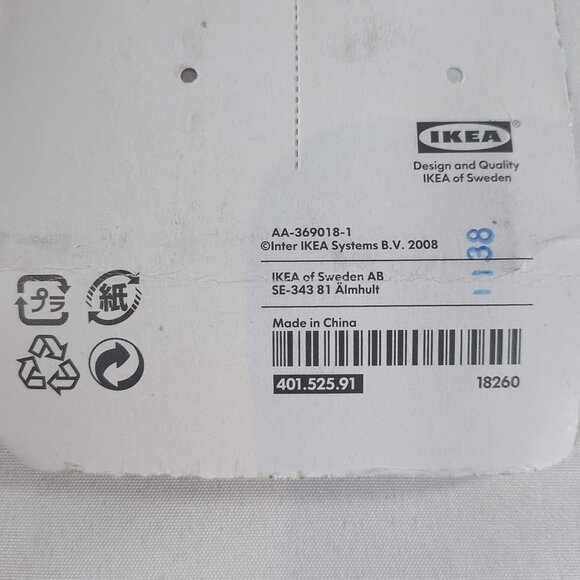 IKEA®
Design and Quality
IKEA of Sweden
AA-369018-1
©Inter IKEA Systems B.V. 2008
1138
IKEA of Sweden AB
SE-343 81 Älmhult
プラ
紙
Made in China
401.525.91
18260